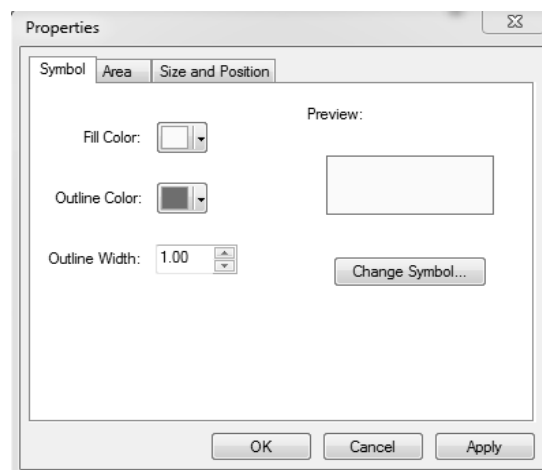 Properties
Symbol Area Size and Position
Preview:
Fill Color:
Outline Color:
Outline Width: 1.00
Change Symbol...
OK Cancel Apply